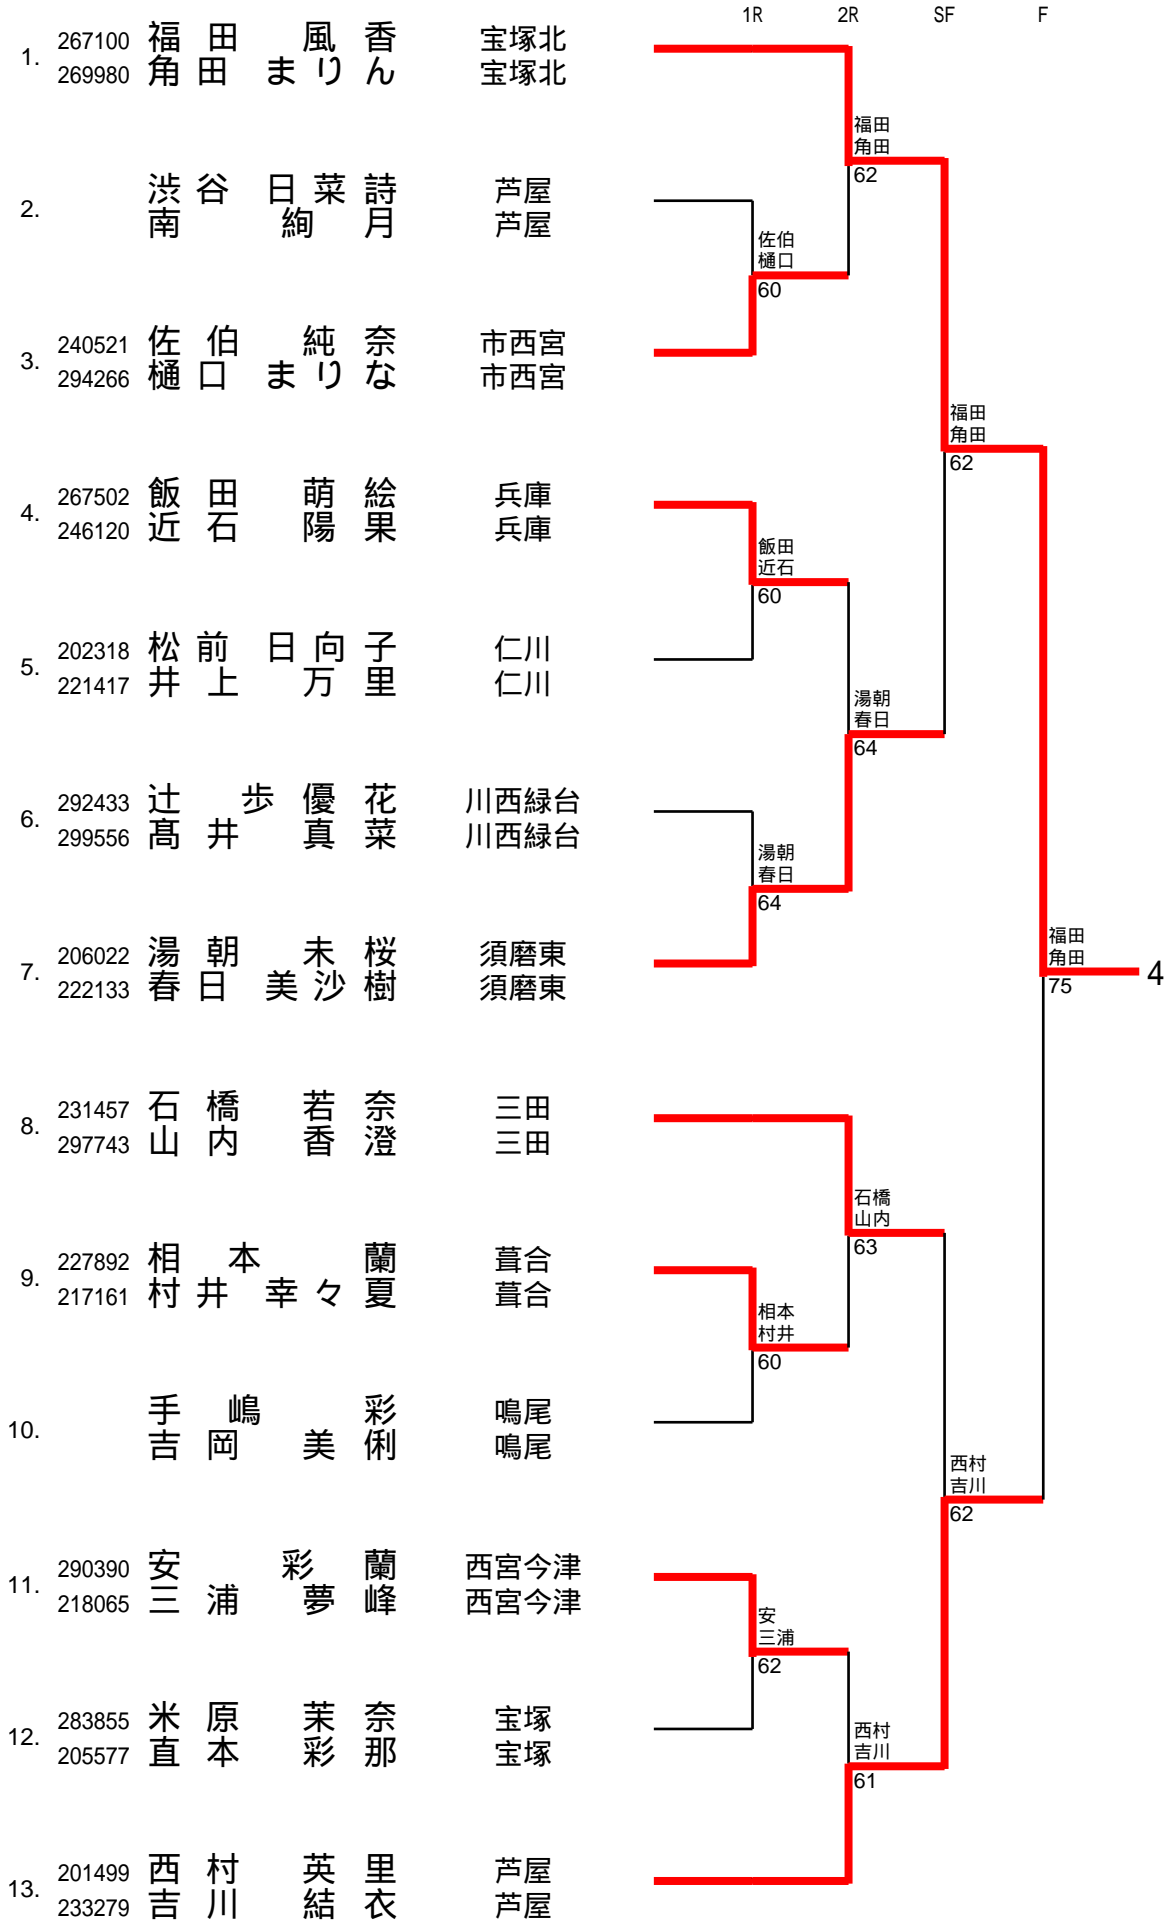 1R 2R SF F
1. 267100 福田 風香 宝塚北
269980 角田 まりん 宝塚北
福田
角田
62
2. 渋谷 日菜詩 芦屋
南 絢月 芦屋
佐伯
樋口
60
3. 240521 佐伯 純奈 市西宮
294266 樋口 まりな 市西宮
福田
角田
62
4. 267502 飯田 萌絵 兵庫
246120 近石 陽果 兵庫
飯田
近石
60
5. 202318 松前 日向子 仁川
221417 井上 万里 仁川
湯朝
春日
64
6. 292433 辻 歩優花 川西緑台
299556 髙井 真菜 川西緑台
湯朝
春日
64
7. 206022 湯朝 未桜 須磨東
222133 春日 美沙樹 須磨東
福田
角田
75
4
8. 231457 石橋 若奈 三田
297743 山内 香澄 三田
石橋
山内
63
9. 227892 相本 蘭 葺合
217161 村井 幸々夏 葺合
相本
村井
60
10. 手嶋 彩 鳴尾
吉岡 美俐 鳴尾
西村
吉川
62
11. 290390 安 彩蘭 西宮今津
218065 三浦 夢峰 西宮今津
安
三浦
62
12. 283855 米原 茉奈 宝塚
205577 直本 彩那 宝塚
西村
吉川
61
13. 201499 西村 英里 芦屋
233279 吉川 結衣 芦屋